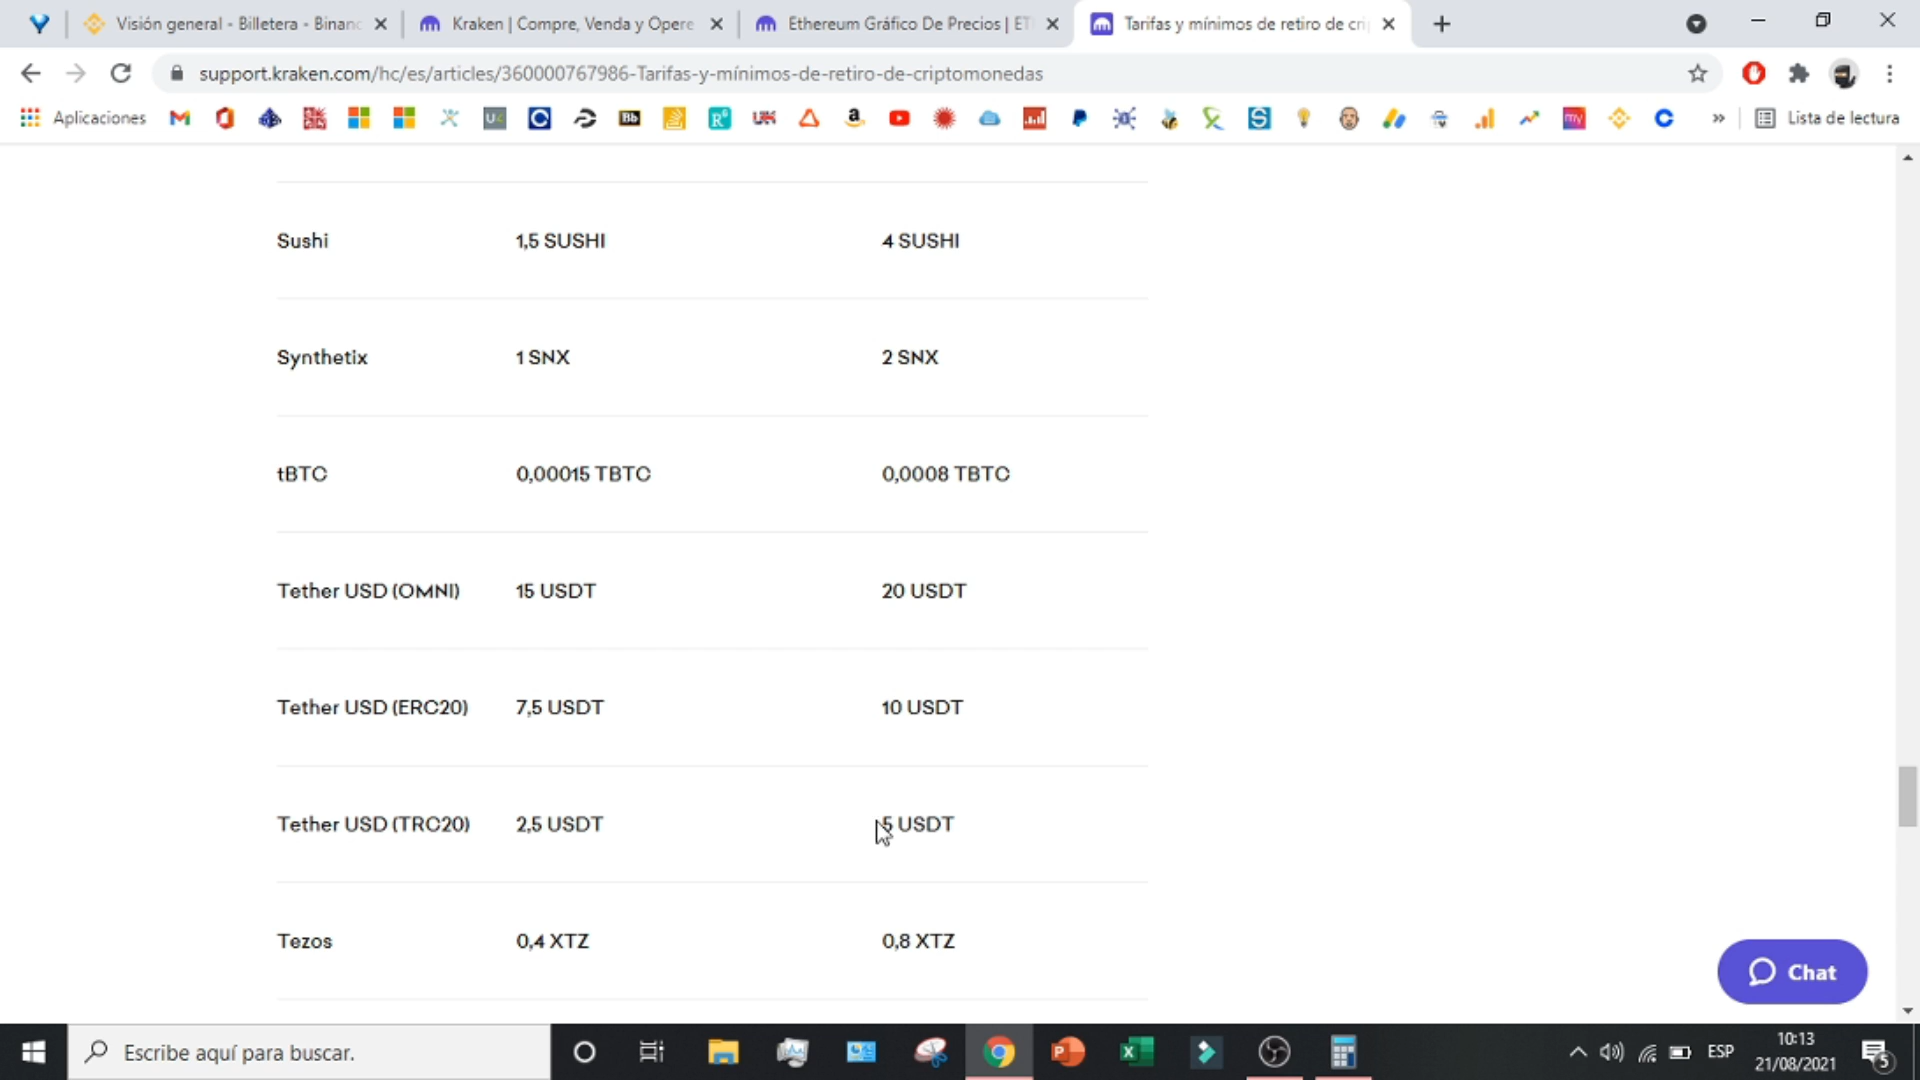 Visión general - Billetera - Binanc
Kraken | Compre, Venda y Opere
Ethereum Gráfico De Precios | ET
Tarifas y mínimos de retiro de cri
support.kraken.com/hc/es/articles/360000767986-Tarifas-y-mínimos-de-retiro-de-criptomonedas
Aplicaciones
Bb
my
»
Lista de lectura
Sushi 1,5 SUSHI 4 SUSHI
Synthetix 1 SNX 2 SNX
tBTC 0,00015 TBTC 0,0008 TBTC
Tether USD (OMNI) 15 USDT 20 USDT
Tether USD (ERC20) 7,5 USDT 10 USDT
Tether USD (TRC20) 2,5 USDT 5 USDT
Tezos 0,4 XTZ 0,8 XTZ
Chat
Escribe aquí para buscar.
ESP
10:13
21/08/2021
5